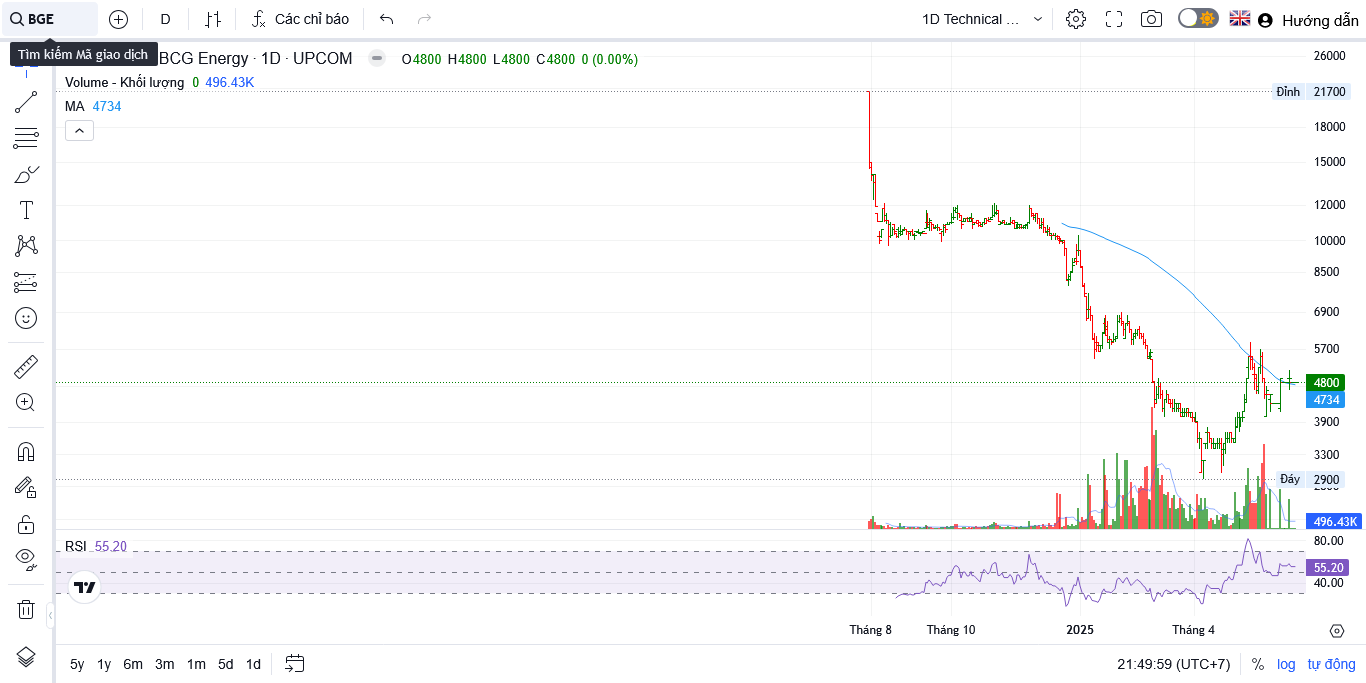 BGE
D
Các chỉ báo
1D Technical ...
Hướng dẫn
Tìm kiếm Mã giao dịch
BCG Energy · 1D · UPCOM
O4800 H4800 L4800 C4800 0 (0.00%)
Volume - Khối lượng 0 496.43K
MA 4734
26000
Đỉnh 21700
18000
15000
12000
10000
8500
6900
5700
4800
4734
3900
3300
Đáy 2900
496.43K
RSI 55.20
80.00
55.20
40.00
Tháng 8
Tháng 10
2025
Tháng 4
5y 1y 6m 3m 1m 5d 1d
21:49:59 (UTC+7)
% log tự động